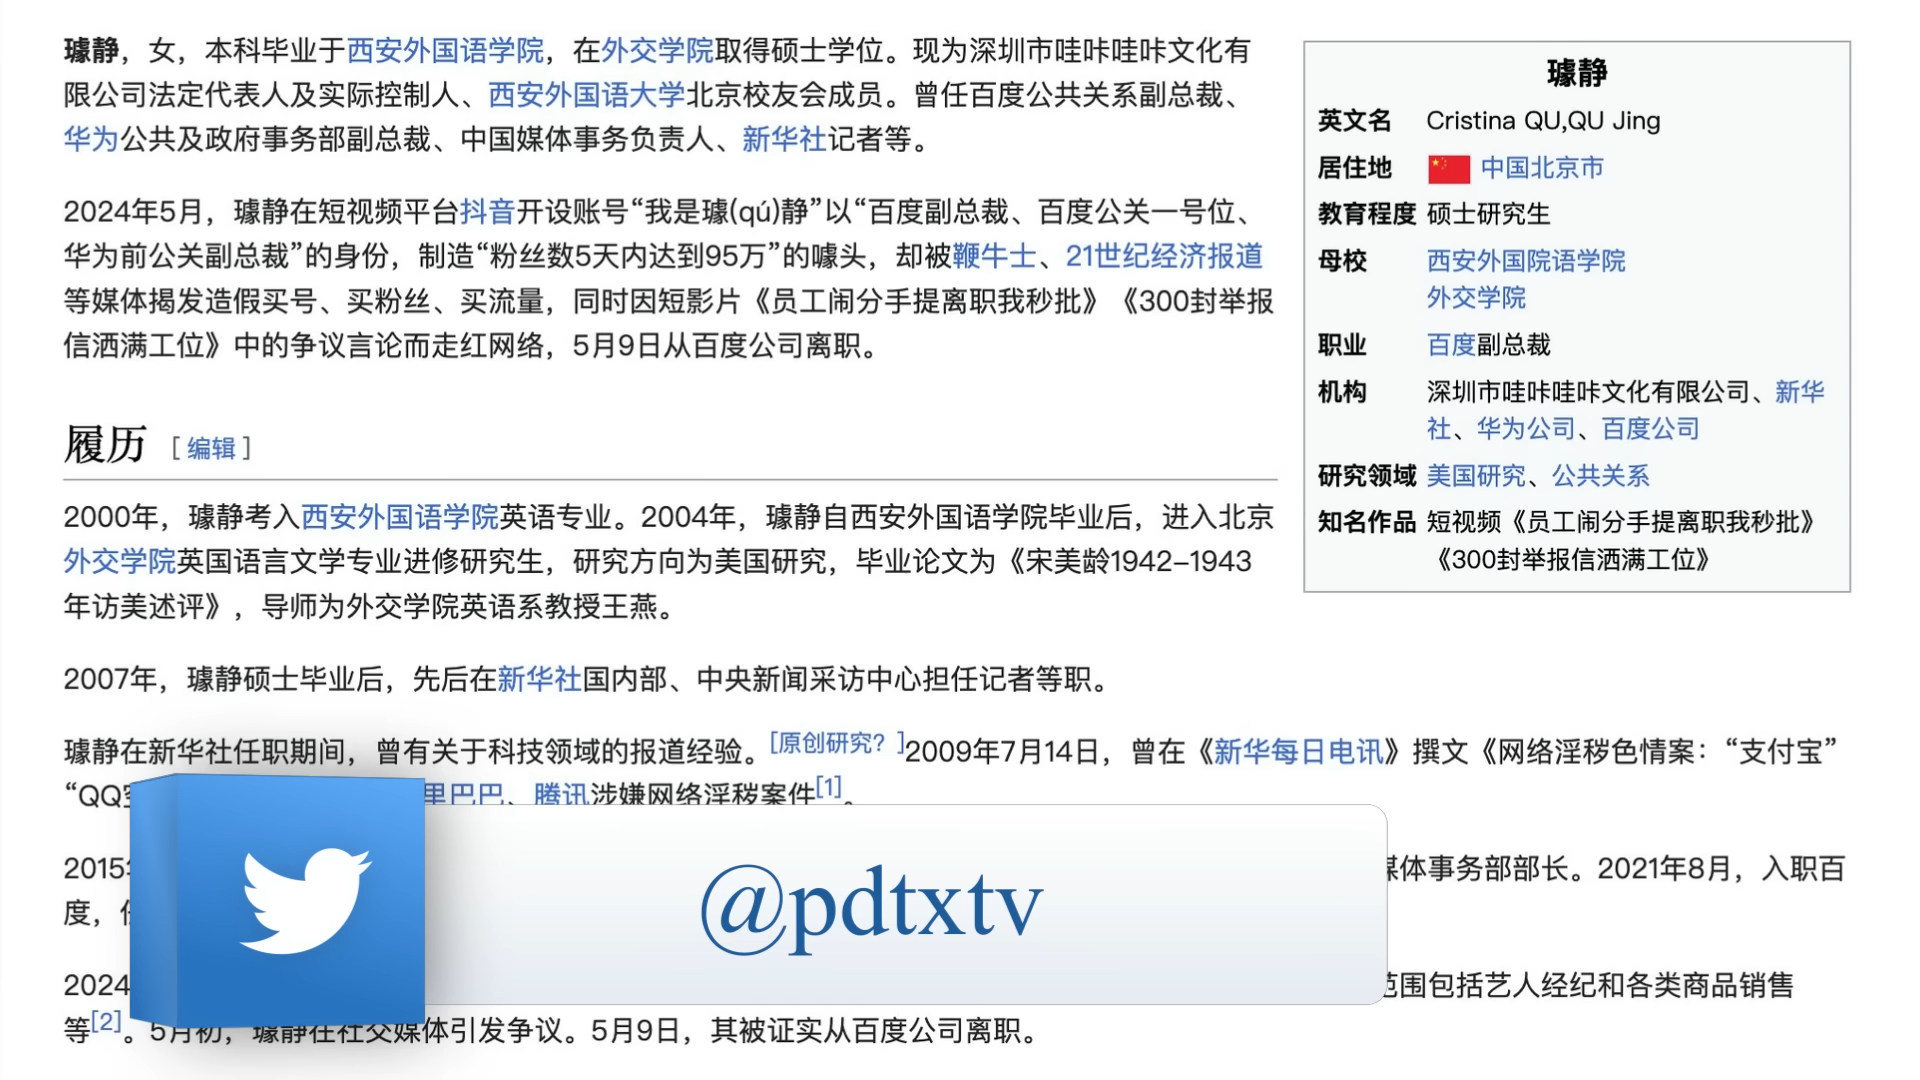 璩静，女，本科毕业于西安外国语学院，在外交学院取得硕士学位。现为深圳市哇咔哇咔文化有
限公司法定代表人及实际控制人、西安外国语大学北京校友会成员。曾任百度公共关系副总裁、
华为公共及政府事务部副总裁、中国媒体事务负责人、新华社记者等。
2024年5月，璩静在短视频平台抖音开设账号“我是璩(qú)静”以“百度副总裁、百度公关一号位、
华为前公关副总裁”的身份，制造“粉丝数5天内达到95万”的噱头，却被鞭牛士、21世纪经济报道
等媒体揭发造假买号、买粉丝、买流量，同时因短影片《员工闹分手提离职我秒批》《300封举报
信洒满工位》中的争议言论而走红网络，5月9日从百度公司离职。
璩静
英文名 Cristina QU,QU Jing
居住地 中国北京市
教育程度 硕士研究生
母校 西安外国院语学院
外交学院
职业 百度副总裁
机构 深圳市哇咔哇咔文化有限公司、新华
社、华为公司、百度公司
研究领域 美国研究、公共关系
知名作品 短视频《员工闹分手提离职我秒批》
《300封举报信洒满工位》
履历 [编辑]
2000年，璩静考入西安外国语学院英语专业。2004年，璩静自西安外国语学院毕业后，进入北京
外交学院英国语言文学专业进修研究生，研究方向为美国研究，毕业论文为《宋美龄1942–1943
年访美述评》，导师为外交学院英语系教授王燕。
2007年，璩静硕士毕业后，先后在新华社国内部、中央新闻采访中心担任记者等职。
璩静在新华社任职期间，曾有关于科技领域的报道经验。[原创研究？]2009年7月14日，曾在《新华每日电讯》撰文《网络淫秽色情案：“支付宝”
“QQ 里巴巴、腾讯涉嫌网络淫秽案件[1]。
2015 媒体事务部部长。2021年8月，入职百
度，
2024 范围包括艺人经纪和各类商品销售
等[2]。5月初，璩静在社交媒体引发争议。5月9日，其被证实从百度公司离职。
@pdtxtv